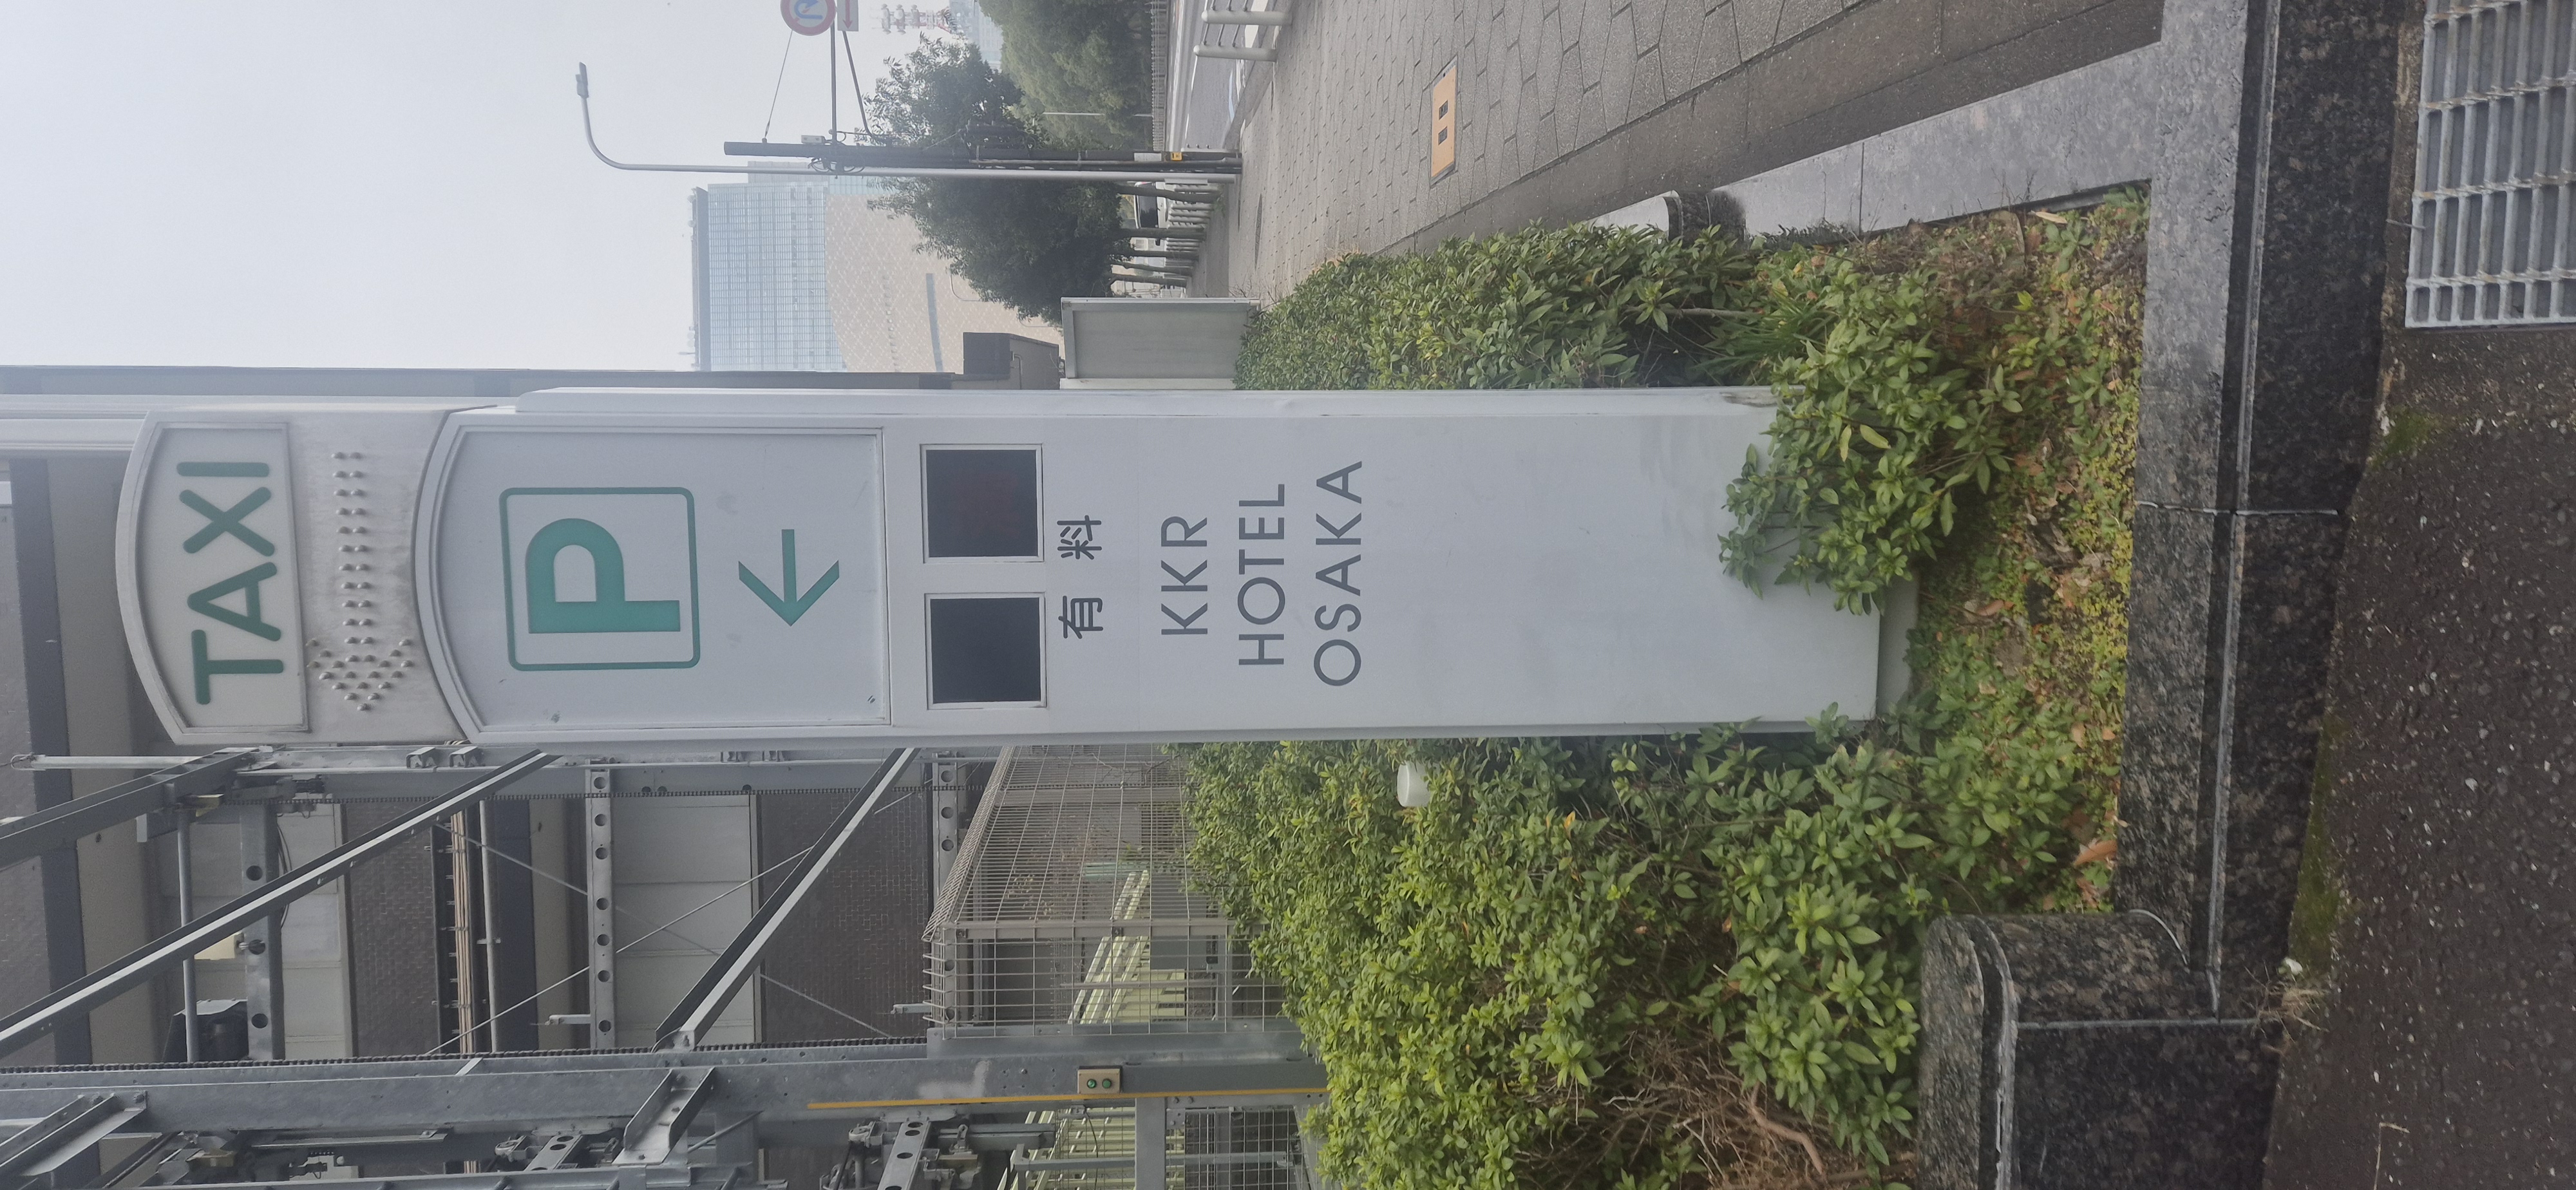 TAXI
P
有料
KKR
HOTEL
OSAKA